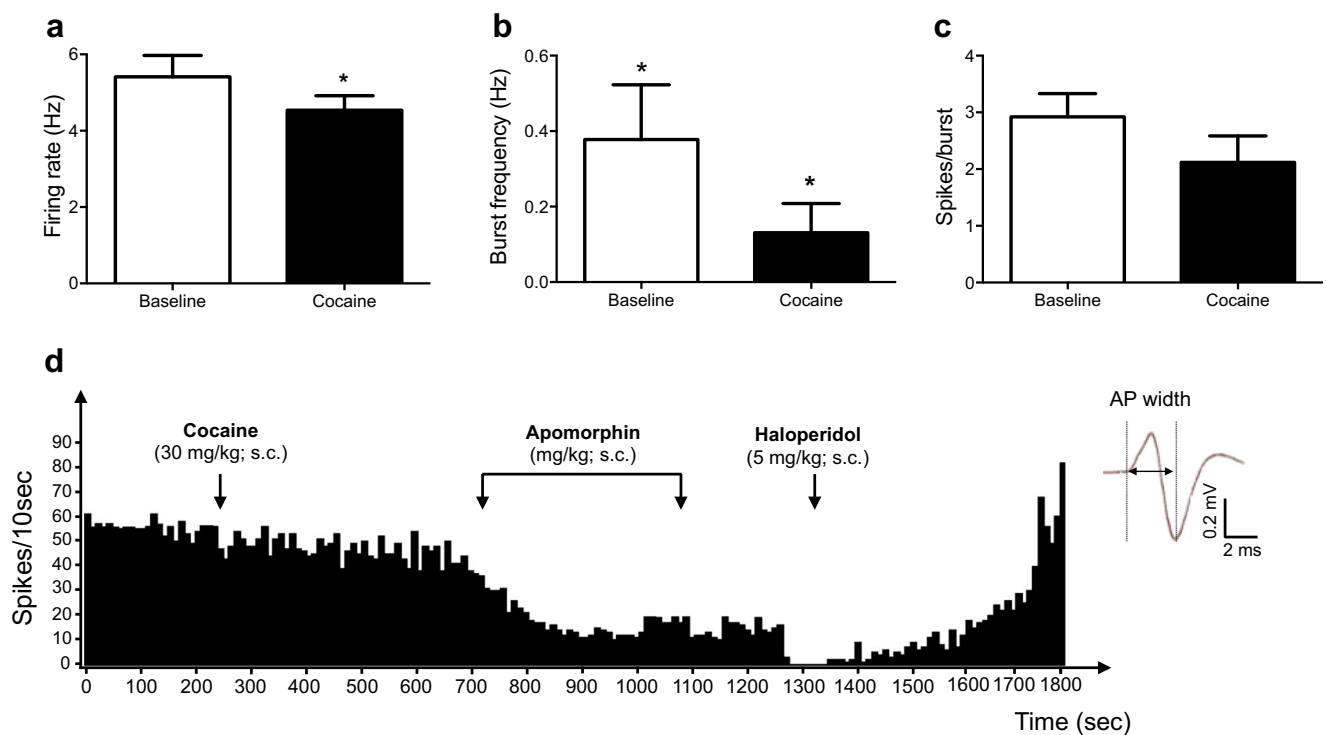 a
6
4
2
0
Firing rate (Hz)
*
Baseline
Cocaine
b
0.6
0.4
0.2
0.0
Burst frequency (Hz)
*
*
Baseline
Cocaine
c
4
3
2
1
0
Spikes/burst
Baseline
Cocaine
d
Spikes/10sec
90
80
70
60
50
40
30
20
10
0
Cocaine
(30 mg/kg; s.c.)
Apomorphin
(mg/kg; s.c.)
Haloperidol
(5 mg/kg; s.c.)
0 100 200 300 400 500 600 700 800 900 1000 1100 1200 1300 1400 1500 1600 1700 1800
Time (sec)
AP width
0.2 mV
2 ms